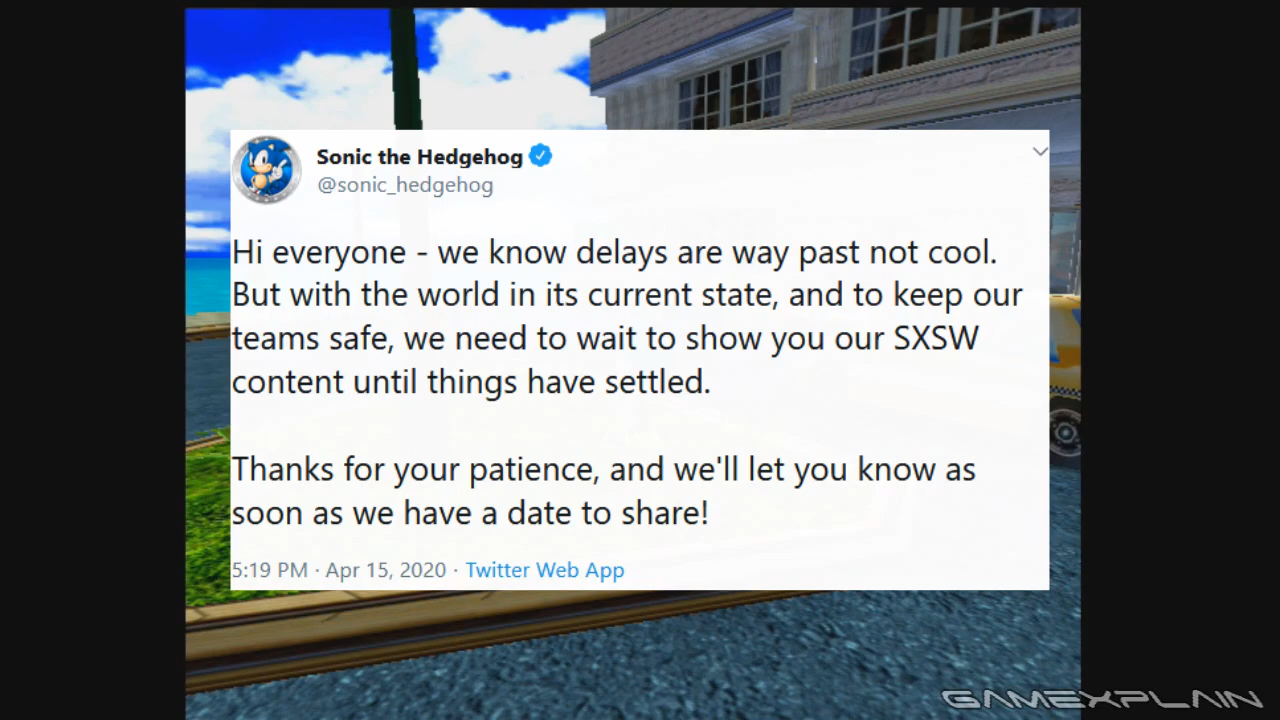 Sonic the Hedgehog
@sonic_hedgehog
Hi everyone - we know delays are way past not cool.
But with the world in its current state, and to keep our
teams safe, we need to wait to show you our SXSW
content until things have settled.
Thanks for your patience, and we'll let you know as
soon as we have a date to share!
5:19 PM · Apr 15, 2020 · Twitter Web App
GAMEXPLAIN